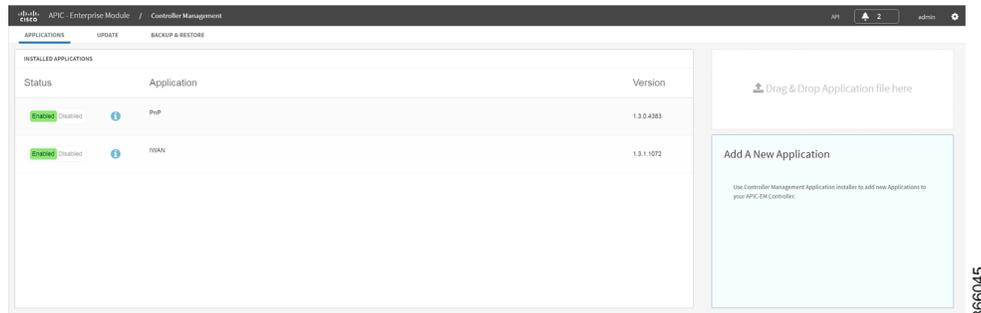 CISCO APIC - Enterprise Module / Controller Management API 2 admin
APPLICATIONS UPDATE BACKUP & RESTORE
INSTALLED APPLICATIONS
Status Application Version
Enabled Disabled PnP 1.3.0.4383
Enabled Disabled IWAN 1.3.1.1072
Drag & Drop Application file here
Add A New Application
Use Controller Management Application installer to add new Applications to
your APIC-EM Controller.
366045